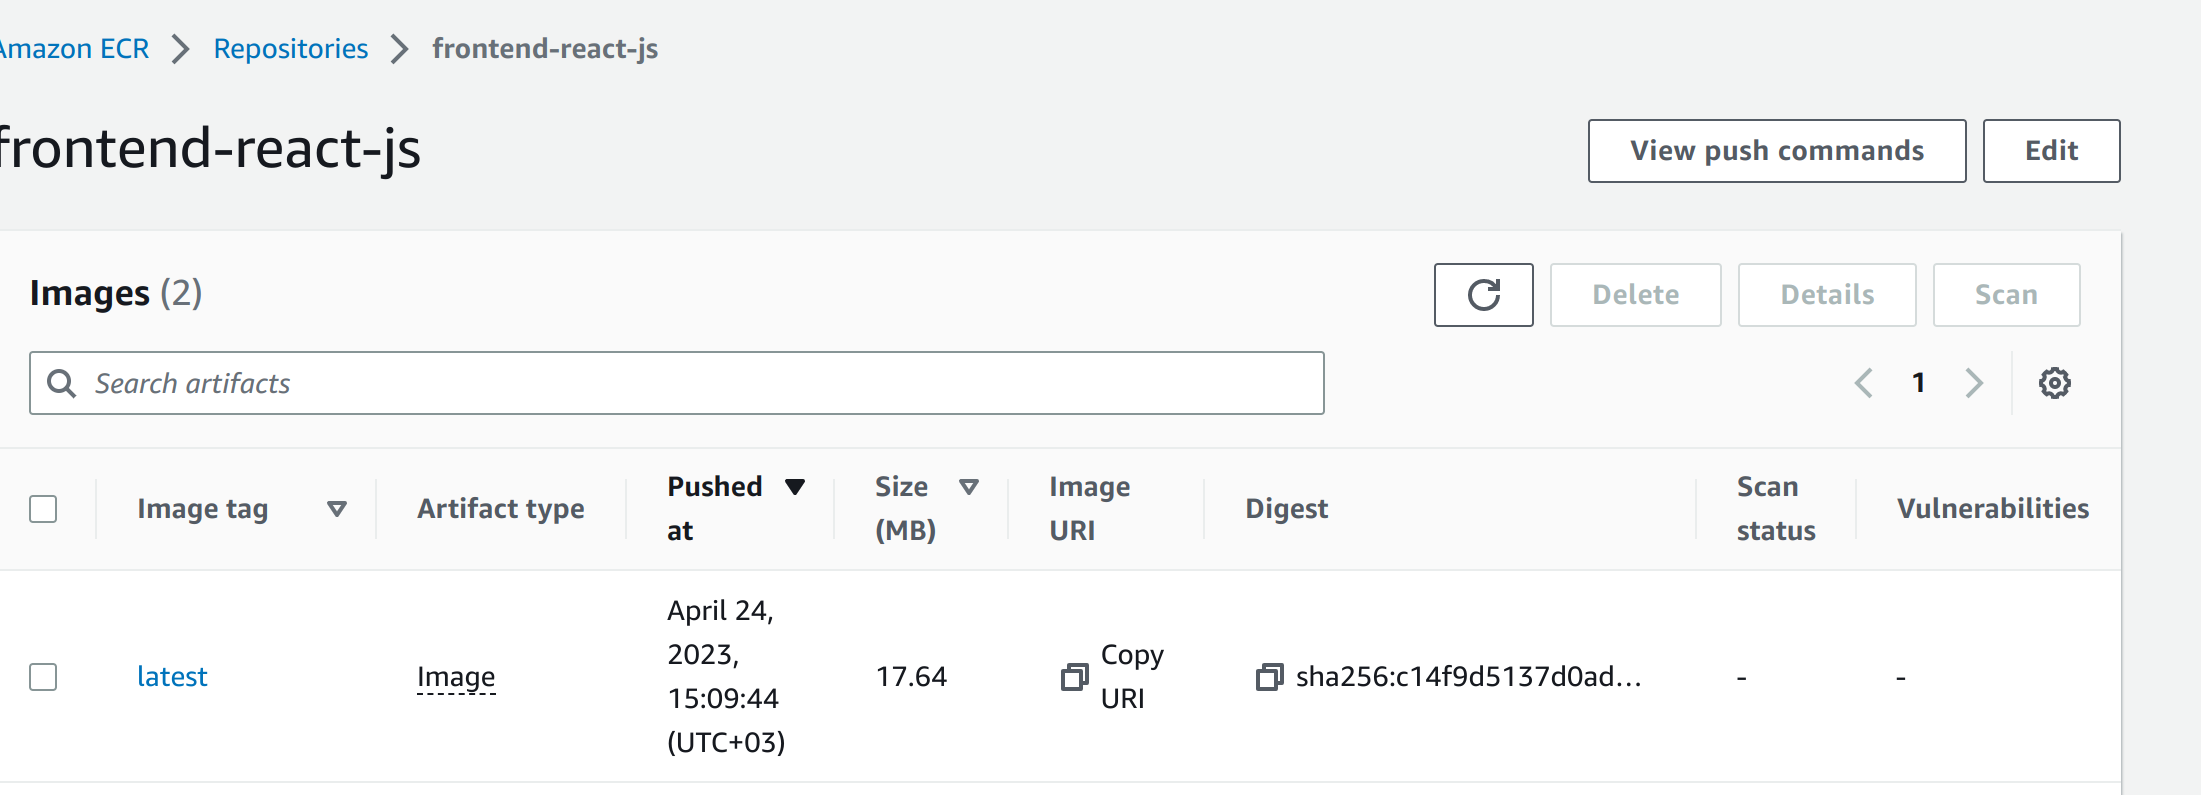 Amazon ECR > Repositories > frontend-react-js
frontend-react-js
View push commands
Edit
Images (2)
Delete
Details
Scan
Search artifacts
1
Image tag
Artifact type
Pushed at
Size (MB)
Image URI
Digest
Scan status
Vulnerabilities
latest
Image
April 24,
2023,
15:09:44
(UTC+03)
17.64
Copy
URI
sha256:c14f9d5137d0ad...
-
-